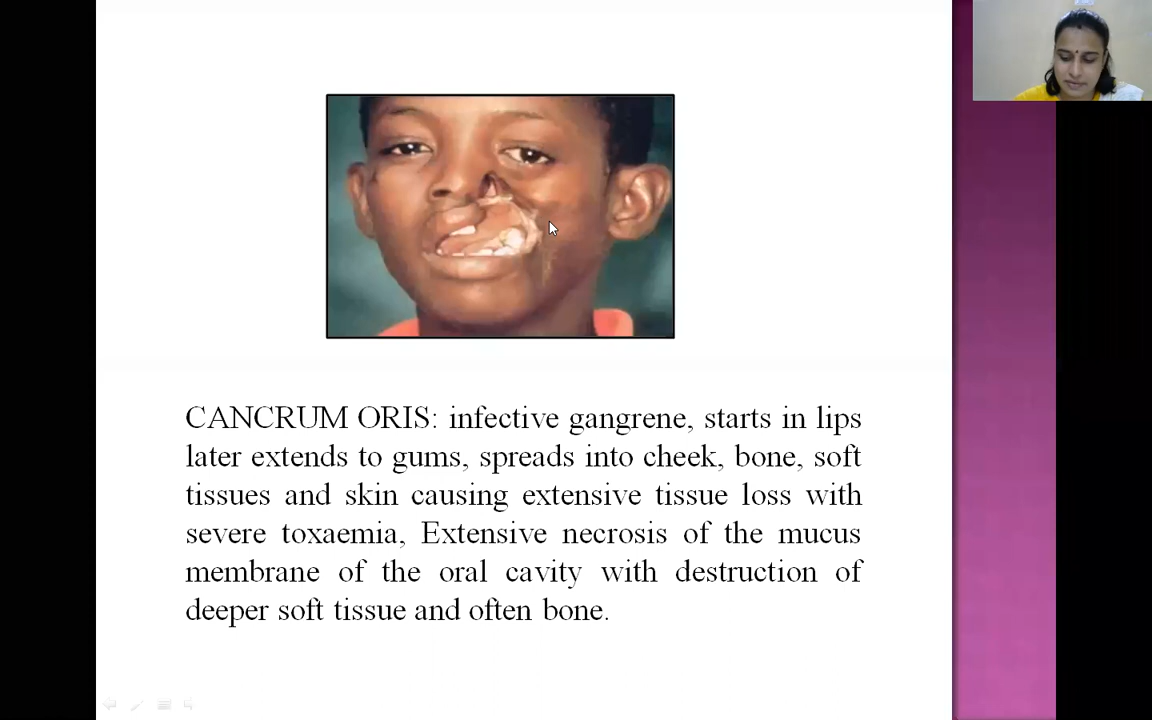 CANCRUM ORIS: infective gangrene, starts in lips
later extends to gums, spreads into cheek, bone, soft
tissues and skin causing extensive tissue loss with
severe toxaemia, Extensive necrosis of the mucus
membrane of the oral cavity with destruction of
deeper soft tissue and often bone.